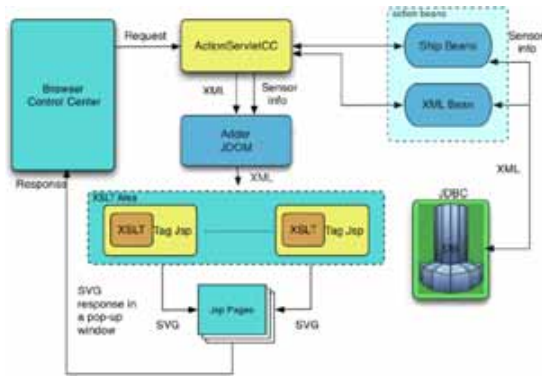 Request
ActionServletCC
action beans
Ship Beans
Sensor
info
Browser
Control Center
XML
Sensor
info
XML Bean
Adder
JDOM
Response
XML
XML
XSLT Area
JDBC
XSLT
Tag Jsp
XSLT
Tag Jsp
SVG
response in
a pop-up
window
Jsp Pages
SVG
SVG